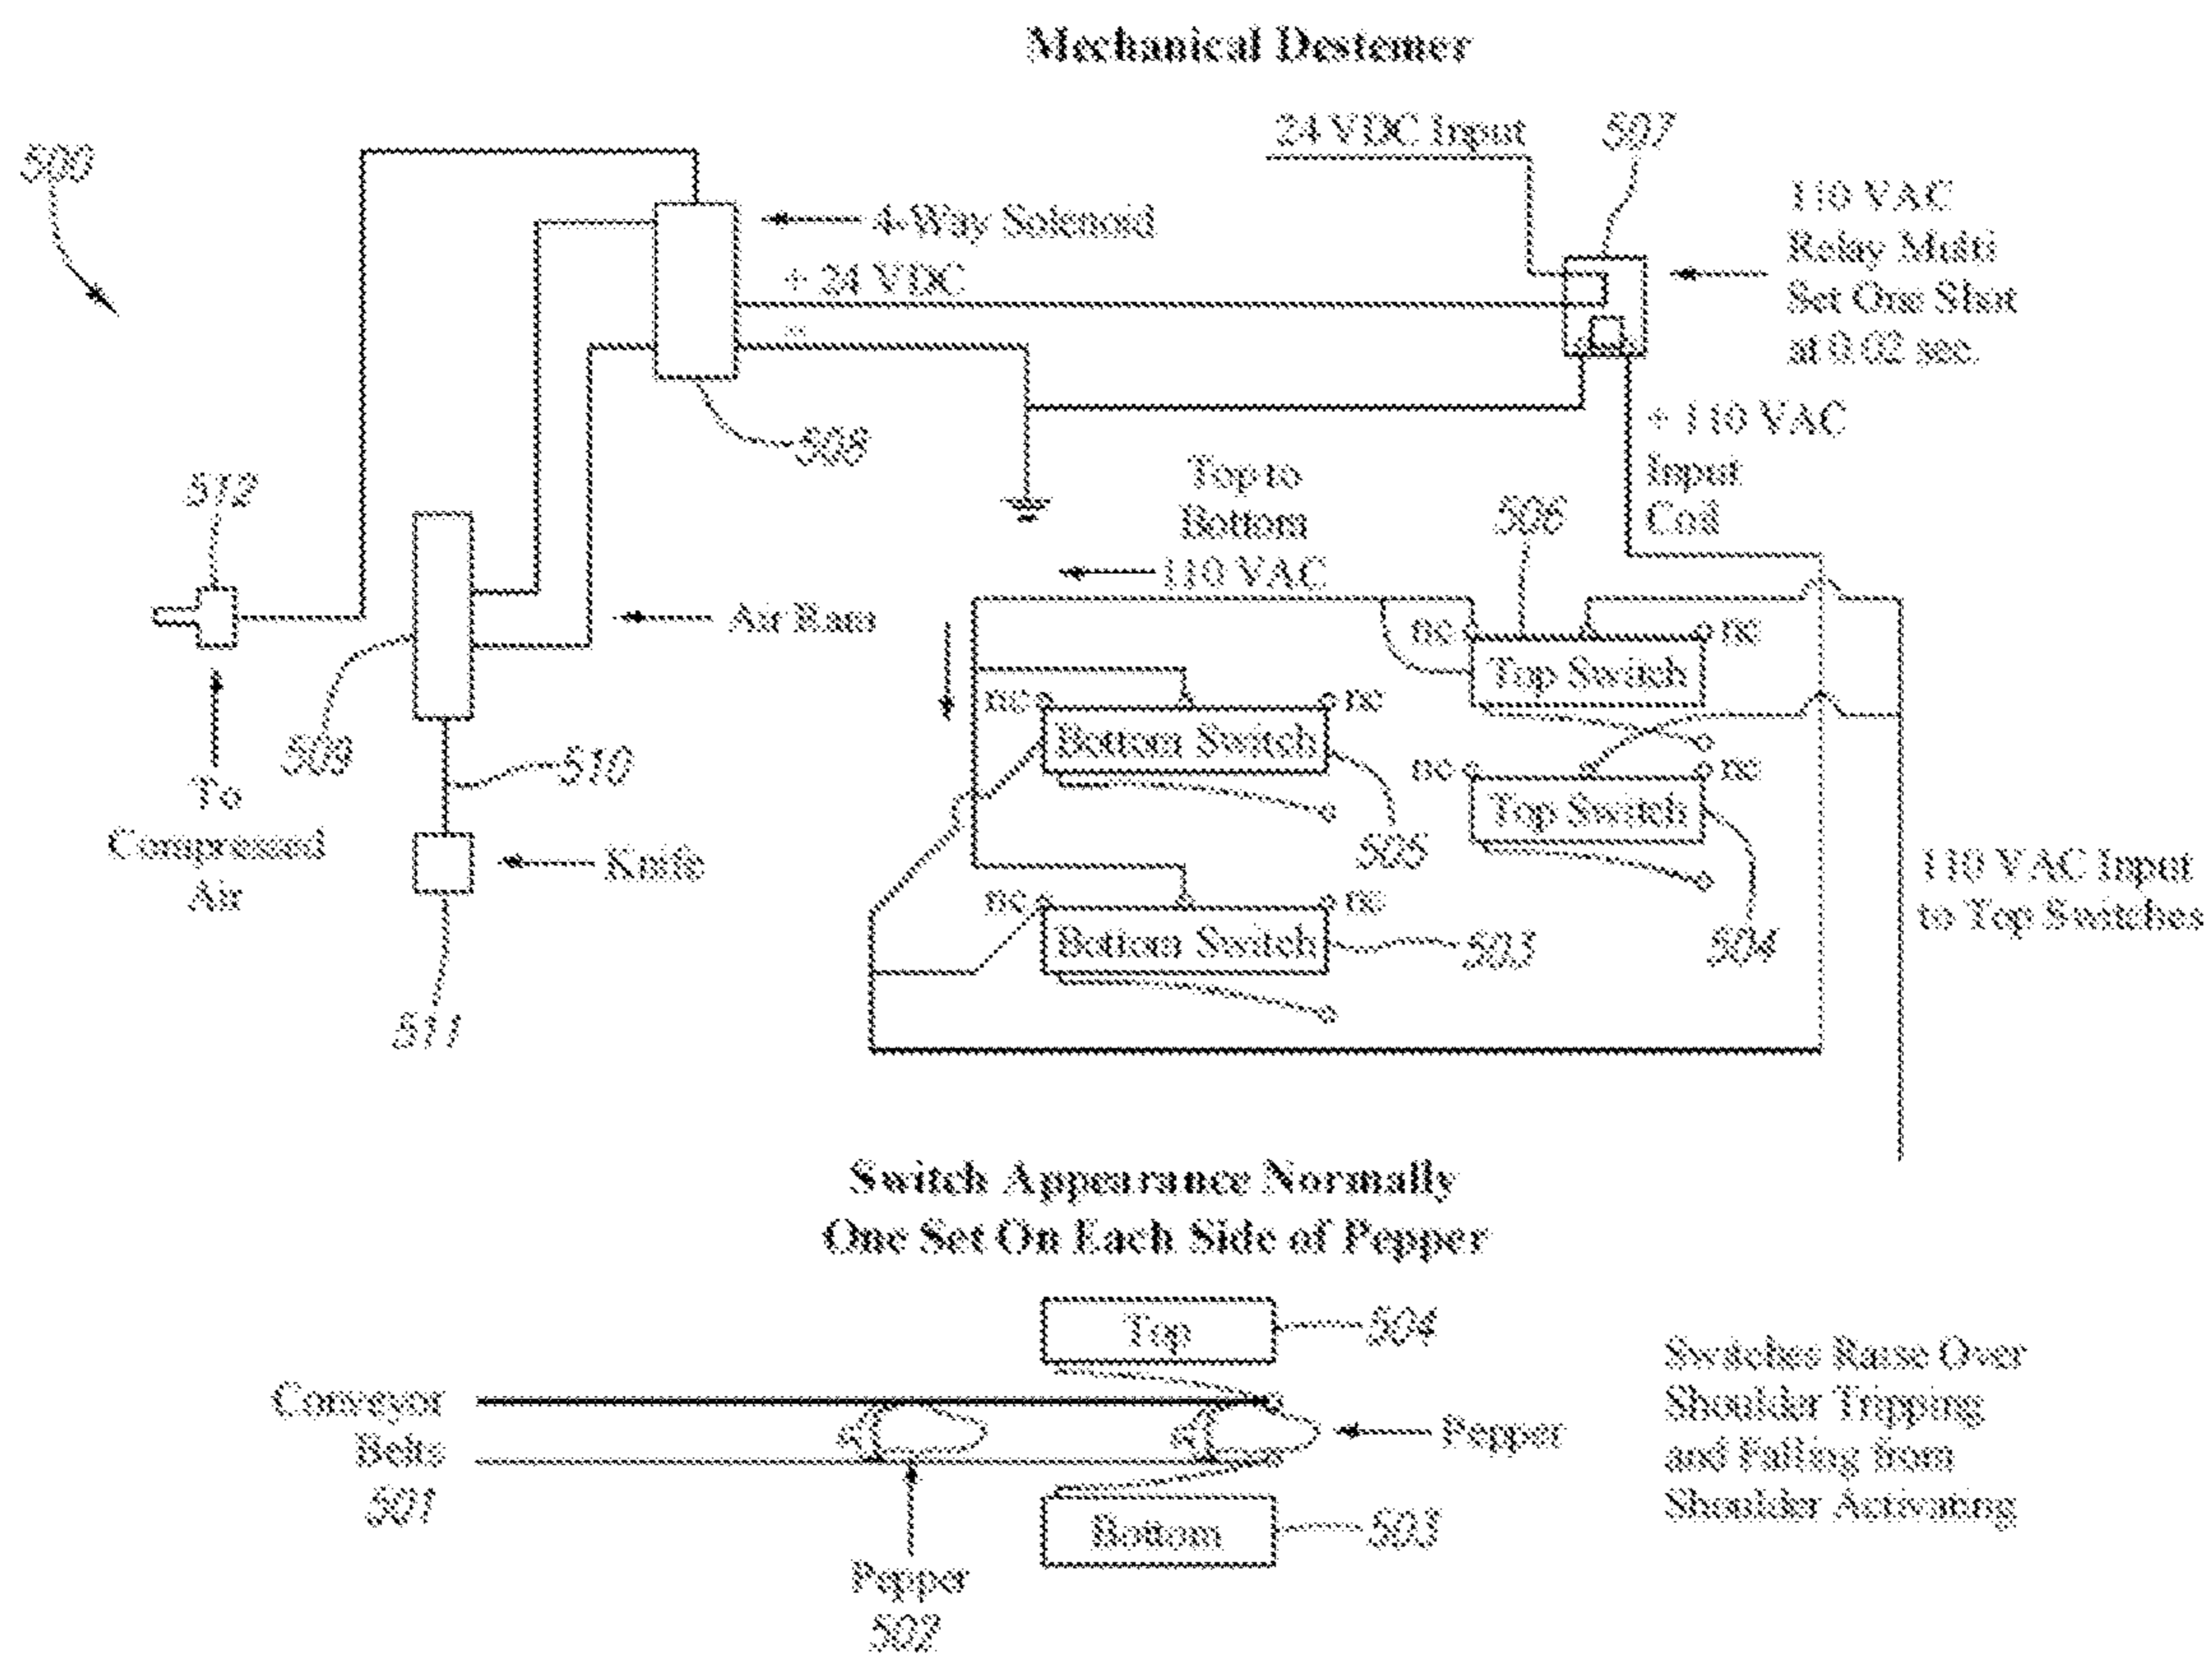 Mechanical Destemer
500
24 VDC Input
507
4-Way Solenoid
+ 24 VDC
110 VAC
Relay Multi
Set One Shot
at 0.02 sec.
508
+ 110 VAC
Input
Coil
512
Top to
Bottom
110 VAC
506
Air Ram
nc
Top Switch
nc
509
510
nc
Bottom Switch
nc
To
Compressed
Air
Knife
505
nc
Top Switch
nc
504
110 VAC Input
to Top Switches
nc
Bottom Switch
nc
503
511
Switch Appearance Normally
One Set On Each Side of Pepper
Top
504
Conveyor
Belts
501
Pepper
Switches Raise Over
Shoulder Tripping
and Falling from
Shoulder Activating
Bottom
503
Pepper
502